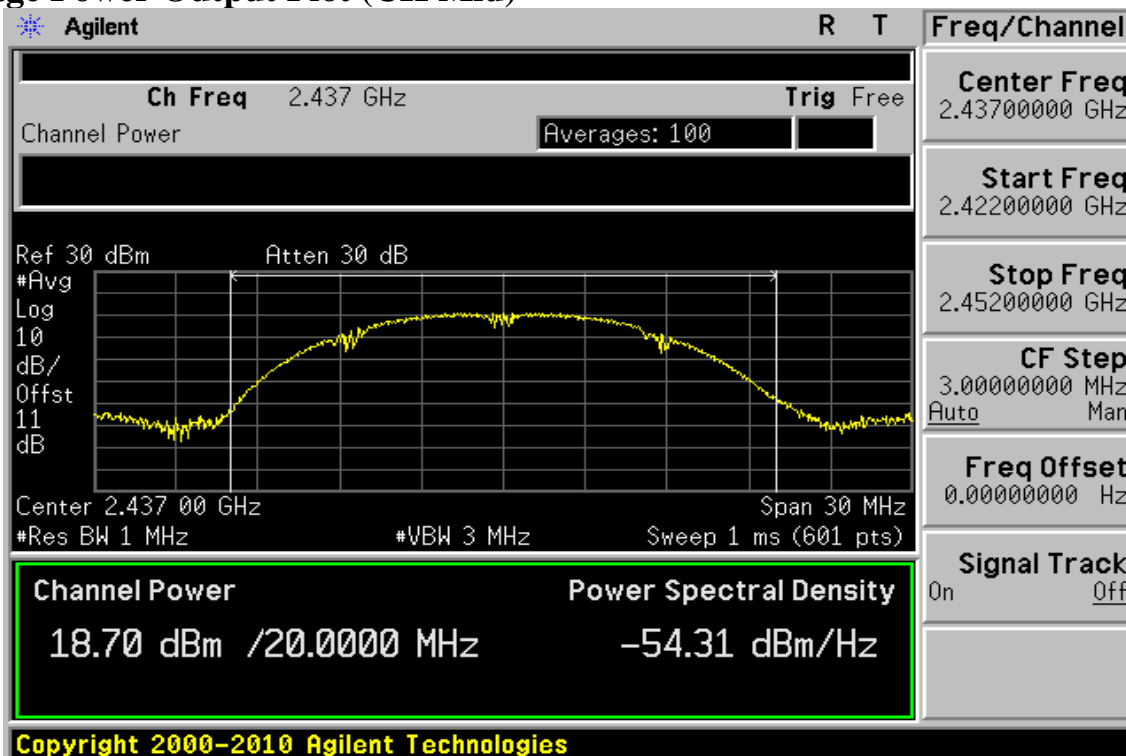 Power Output Plot (CH Mid)
Agilent R T
Ch Freq 2.437 GHz Trig Free
Channel Power Averages: 100
Ref 30 dBm Atten 30 dB
#Avg
Log
10
dB/
Offst
11
dB
Center 2.437 00 GHz Span 30 MHz
#Res BW 1 MHz #VBW 3 MHz Sweep 1 ms (601 pts)
Channel Power Power Spectral Density
18.70 dBm /20.0000 MHz -54.31 dBm/Hz
Copyright 2000-2010 Agilent Technologies
Freq/Channel
Center Freq
2.43700000 GHz
Start Freq
2.42200000 GHz
Stop Freq
2.45200000 GHz
CF Step
3.00000000 MHz
Auto Man
Freq Offset
0.00000000 Hz
Signal Track
On Off